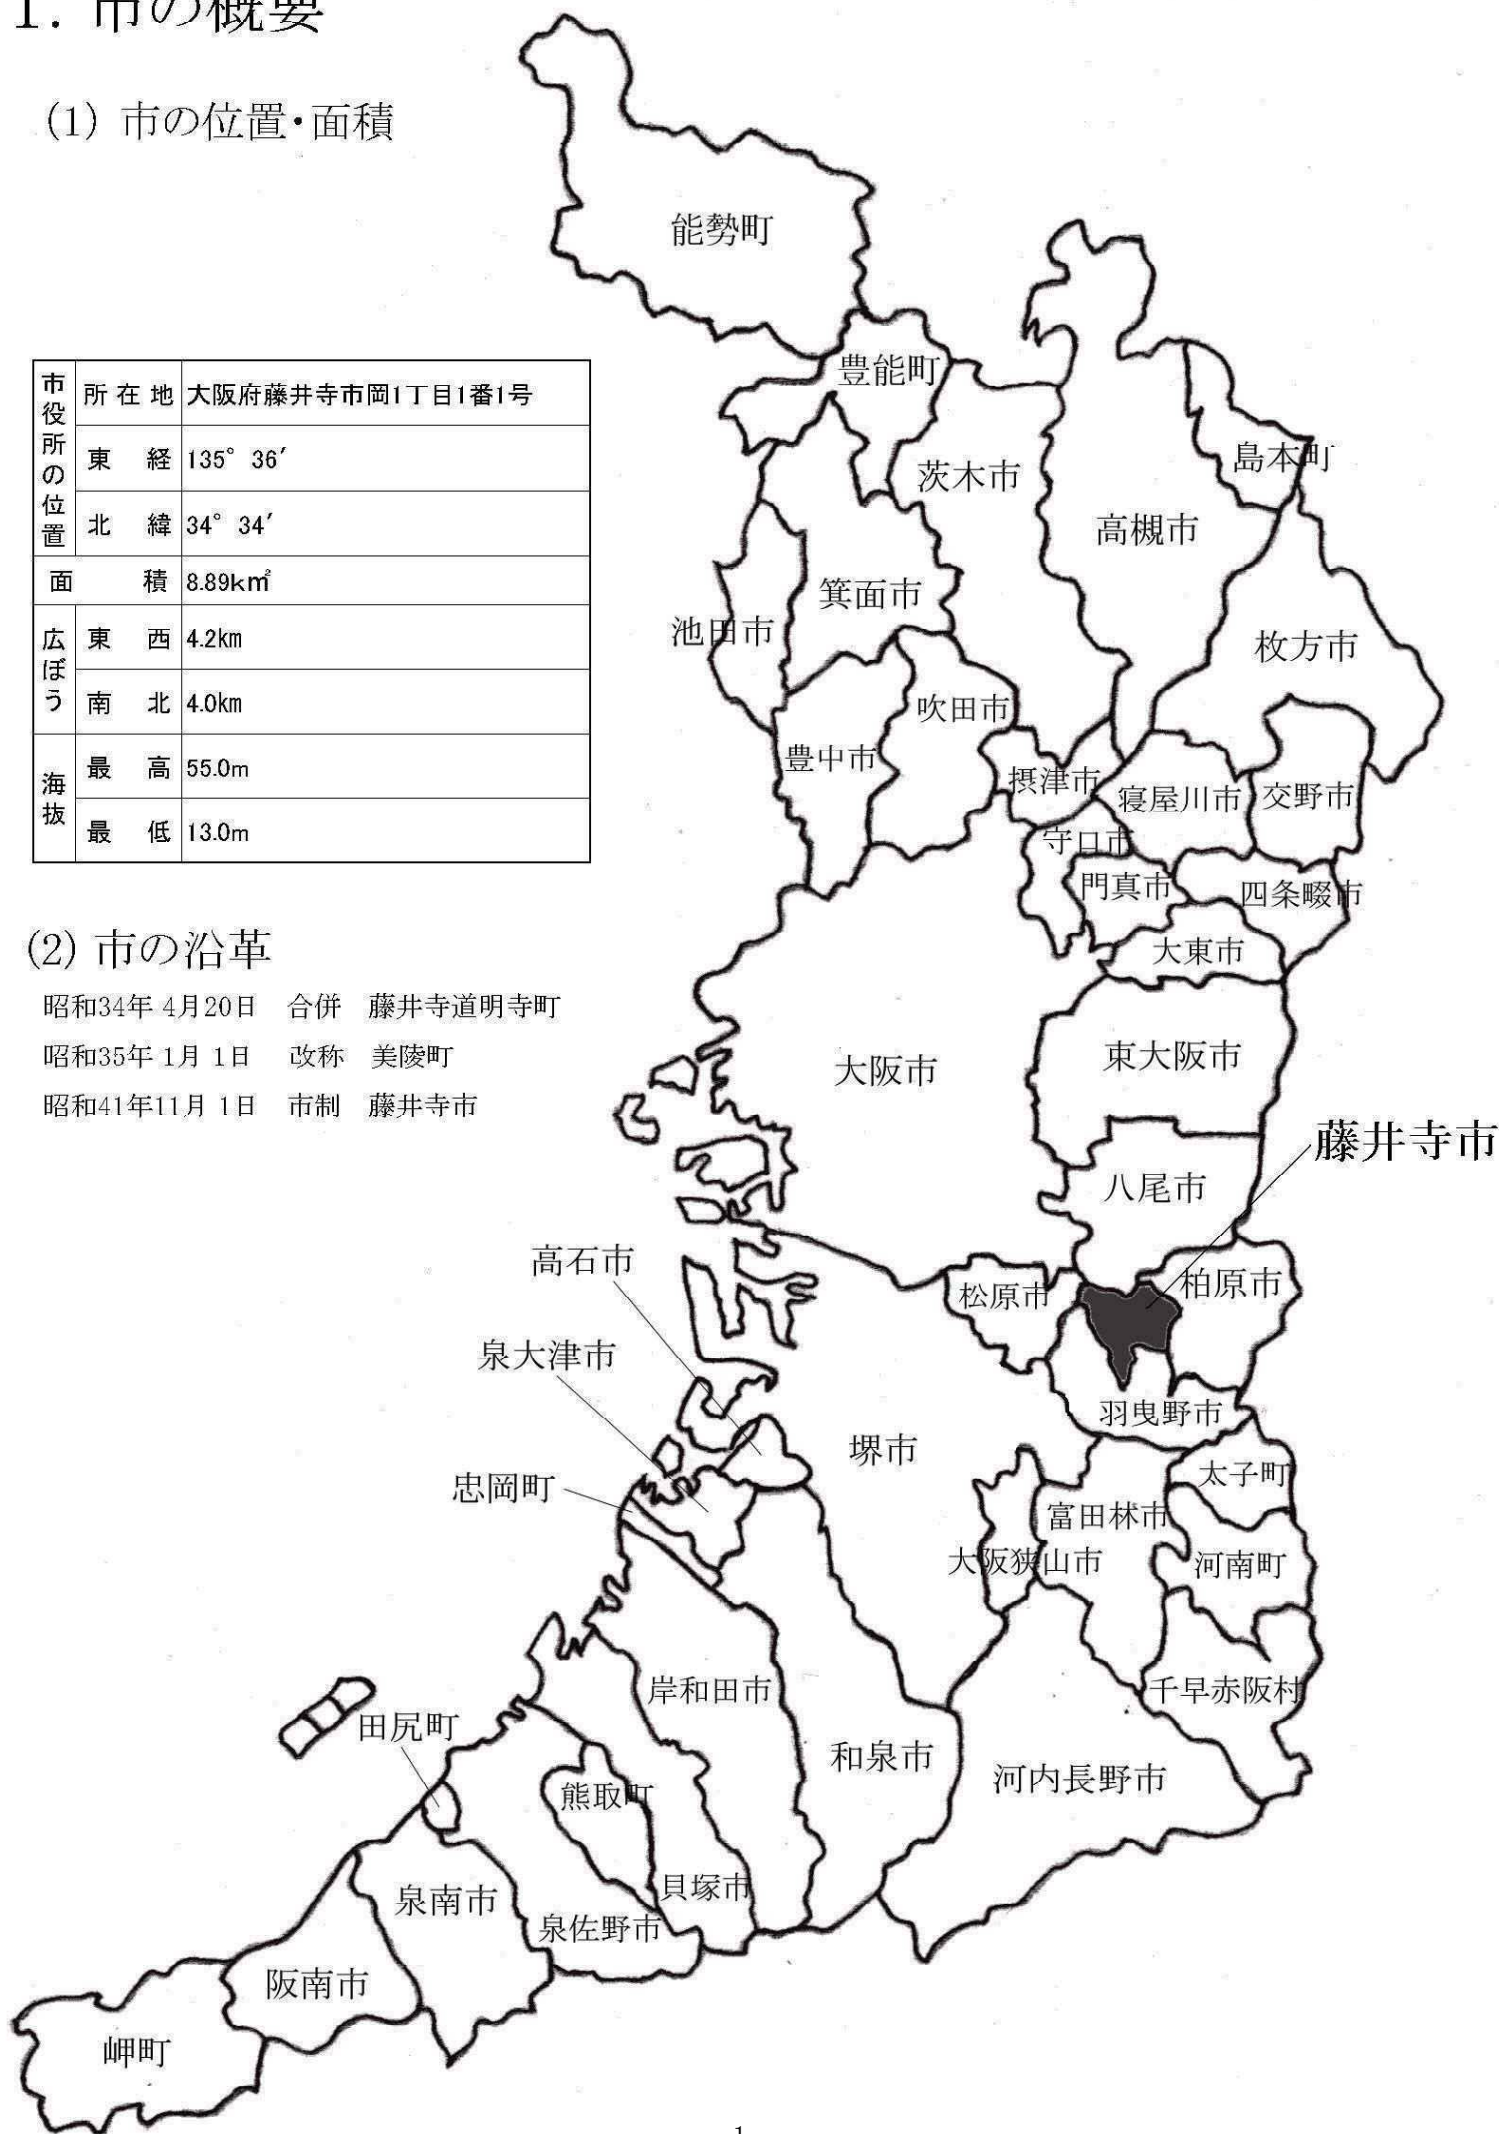 1. 市の概要
(1) 市の位置・面積
市役所の位置
所在地 大阪府藤井寺市岡1丁目1番1号
東経 135°36′
北緯 34°34′
面積 8.89k㎡
広ぼう
東西 4.2km
南北 4.0km
海抜
最高 55.0m
最低 13.0m
(2) 市の沿革
昭和34年 4月20日 合併 藤井寺道明寺町
昭和35年 1月 1日 改称 美陵町
昭和41年11月 1日 市制 藤井寺市
能勢町
豊能町
島本町
茨木市
高槻市
箕面市
池田市
枚方市
吹田市
豊中市
摂津市
寝屋川市
交野市
守口市
門真市
四条畷市
大東市
東大阪市
大阪市
藤井寺市
八尾市
高石市
柏原市
松原市
泉大津市
羽曳野市
堺市
太子町
忠岡町
富田林市
大阪狭山市
河南町
岸和田市
千早赤阪村
田尻町
和泉市
河内長野市
熊取町
貝塚市
泉南市
泉佐野市
阪南市
岬町
1